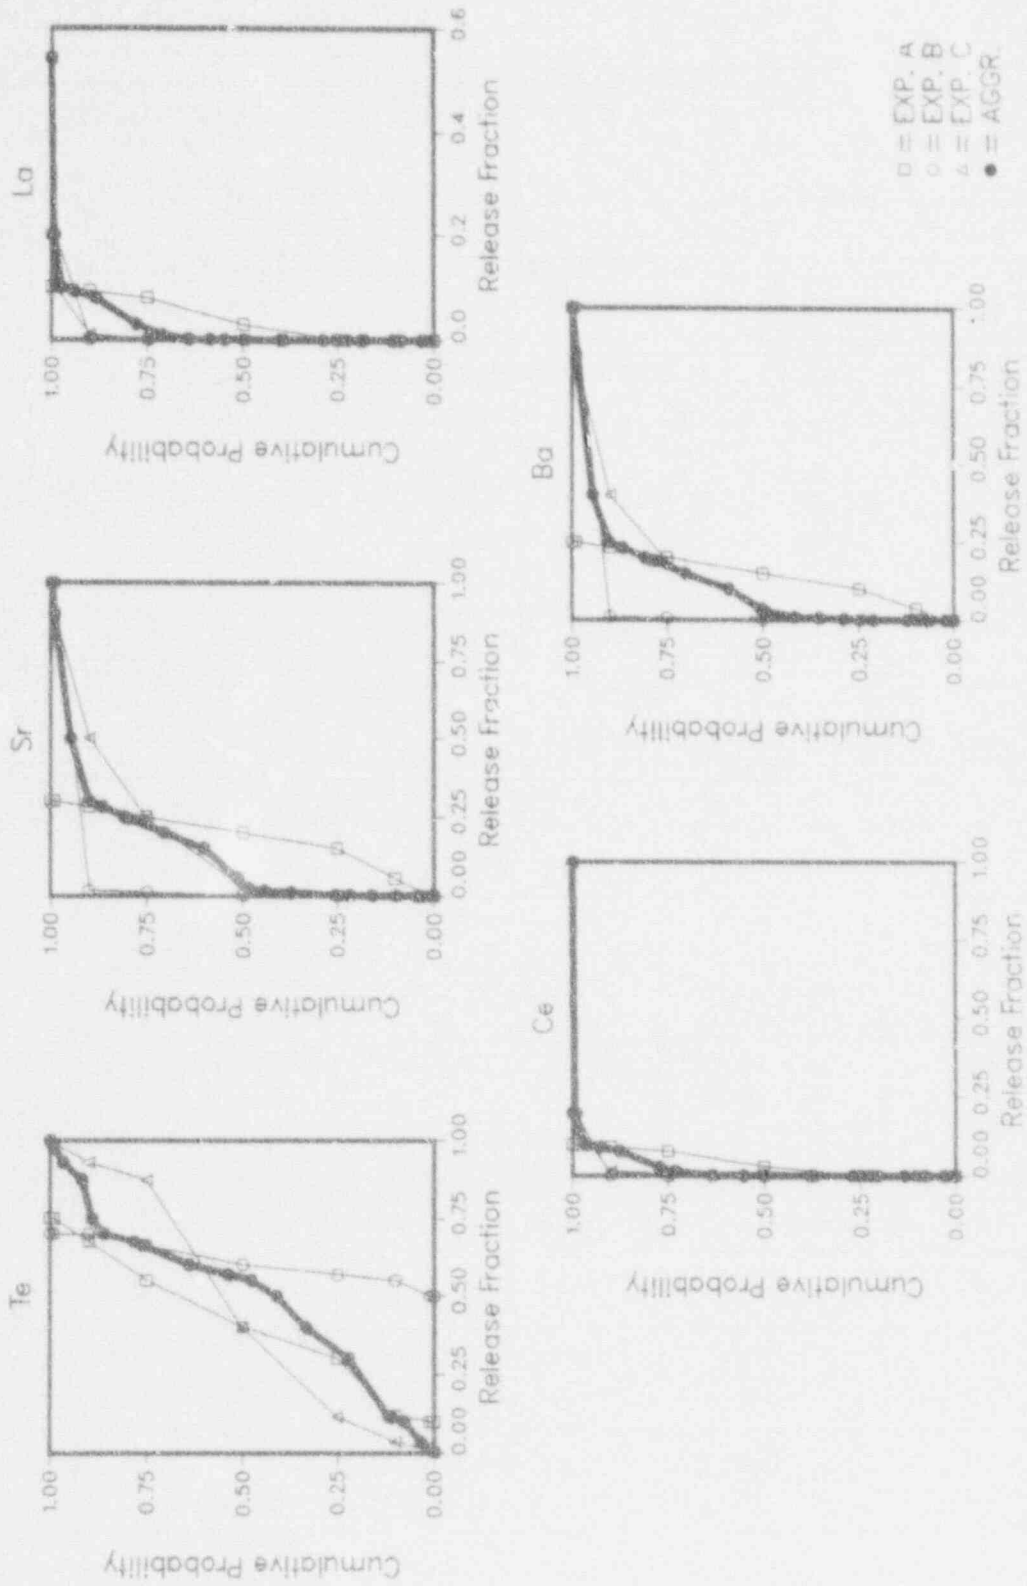 Te
Cumulative Probability
1.00
0.75
0.50
0.25
0.00
0.00 0.25 0.50 0.75 1.00
Release Fraction
Sr
Cumulative Probability
1.00
0.75
0.50
0.25
0.00
0.00 0.25 0.50 0.75 1.00
Release Fraction
La
Cumulative Probability
1.00
0.75
0.50
0.25
0.00
0.0 0.2 0.4 0.6
Release Fraction
Ce
Cumulative Probability
1.00
0.75
0.50
0.25
0.00
0.00 0.25 0.50 0.75 1.00
Release Fraction
Ba
Cumulative Probability
1.00
0.75
0.50
0.25
0.00
0.00 0.25 0.50 0.75 1.00
Release Fraction
□ = EXP. A
○ = EXP. B
△ = EXP. C
● = AGGR.